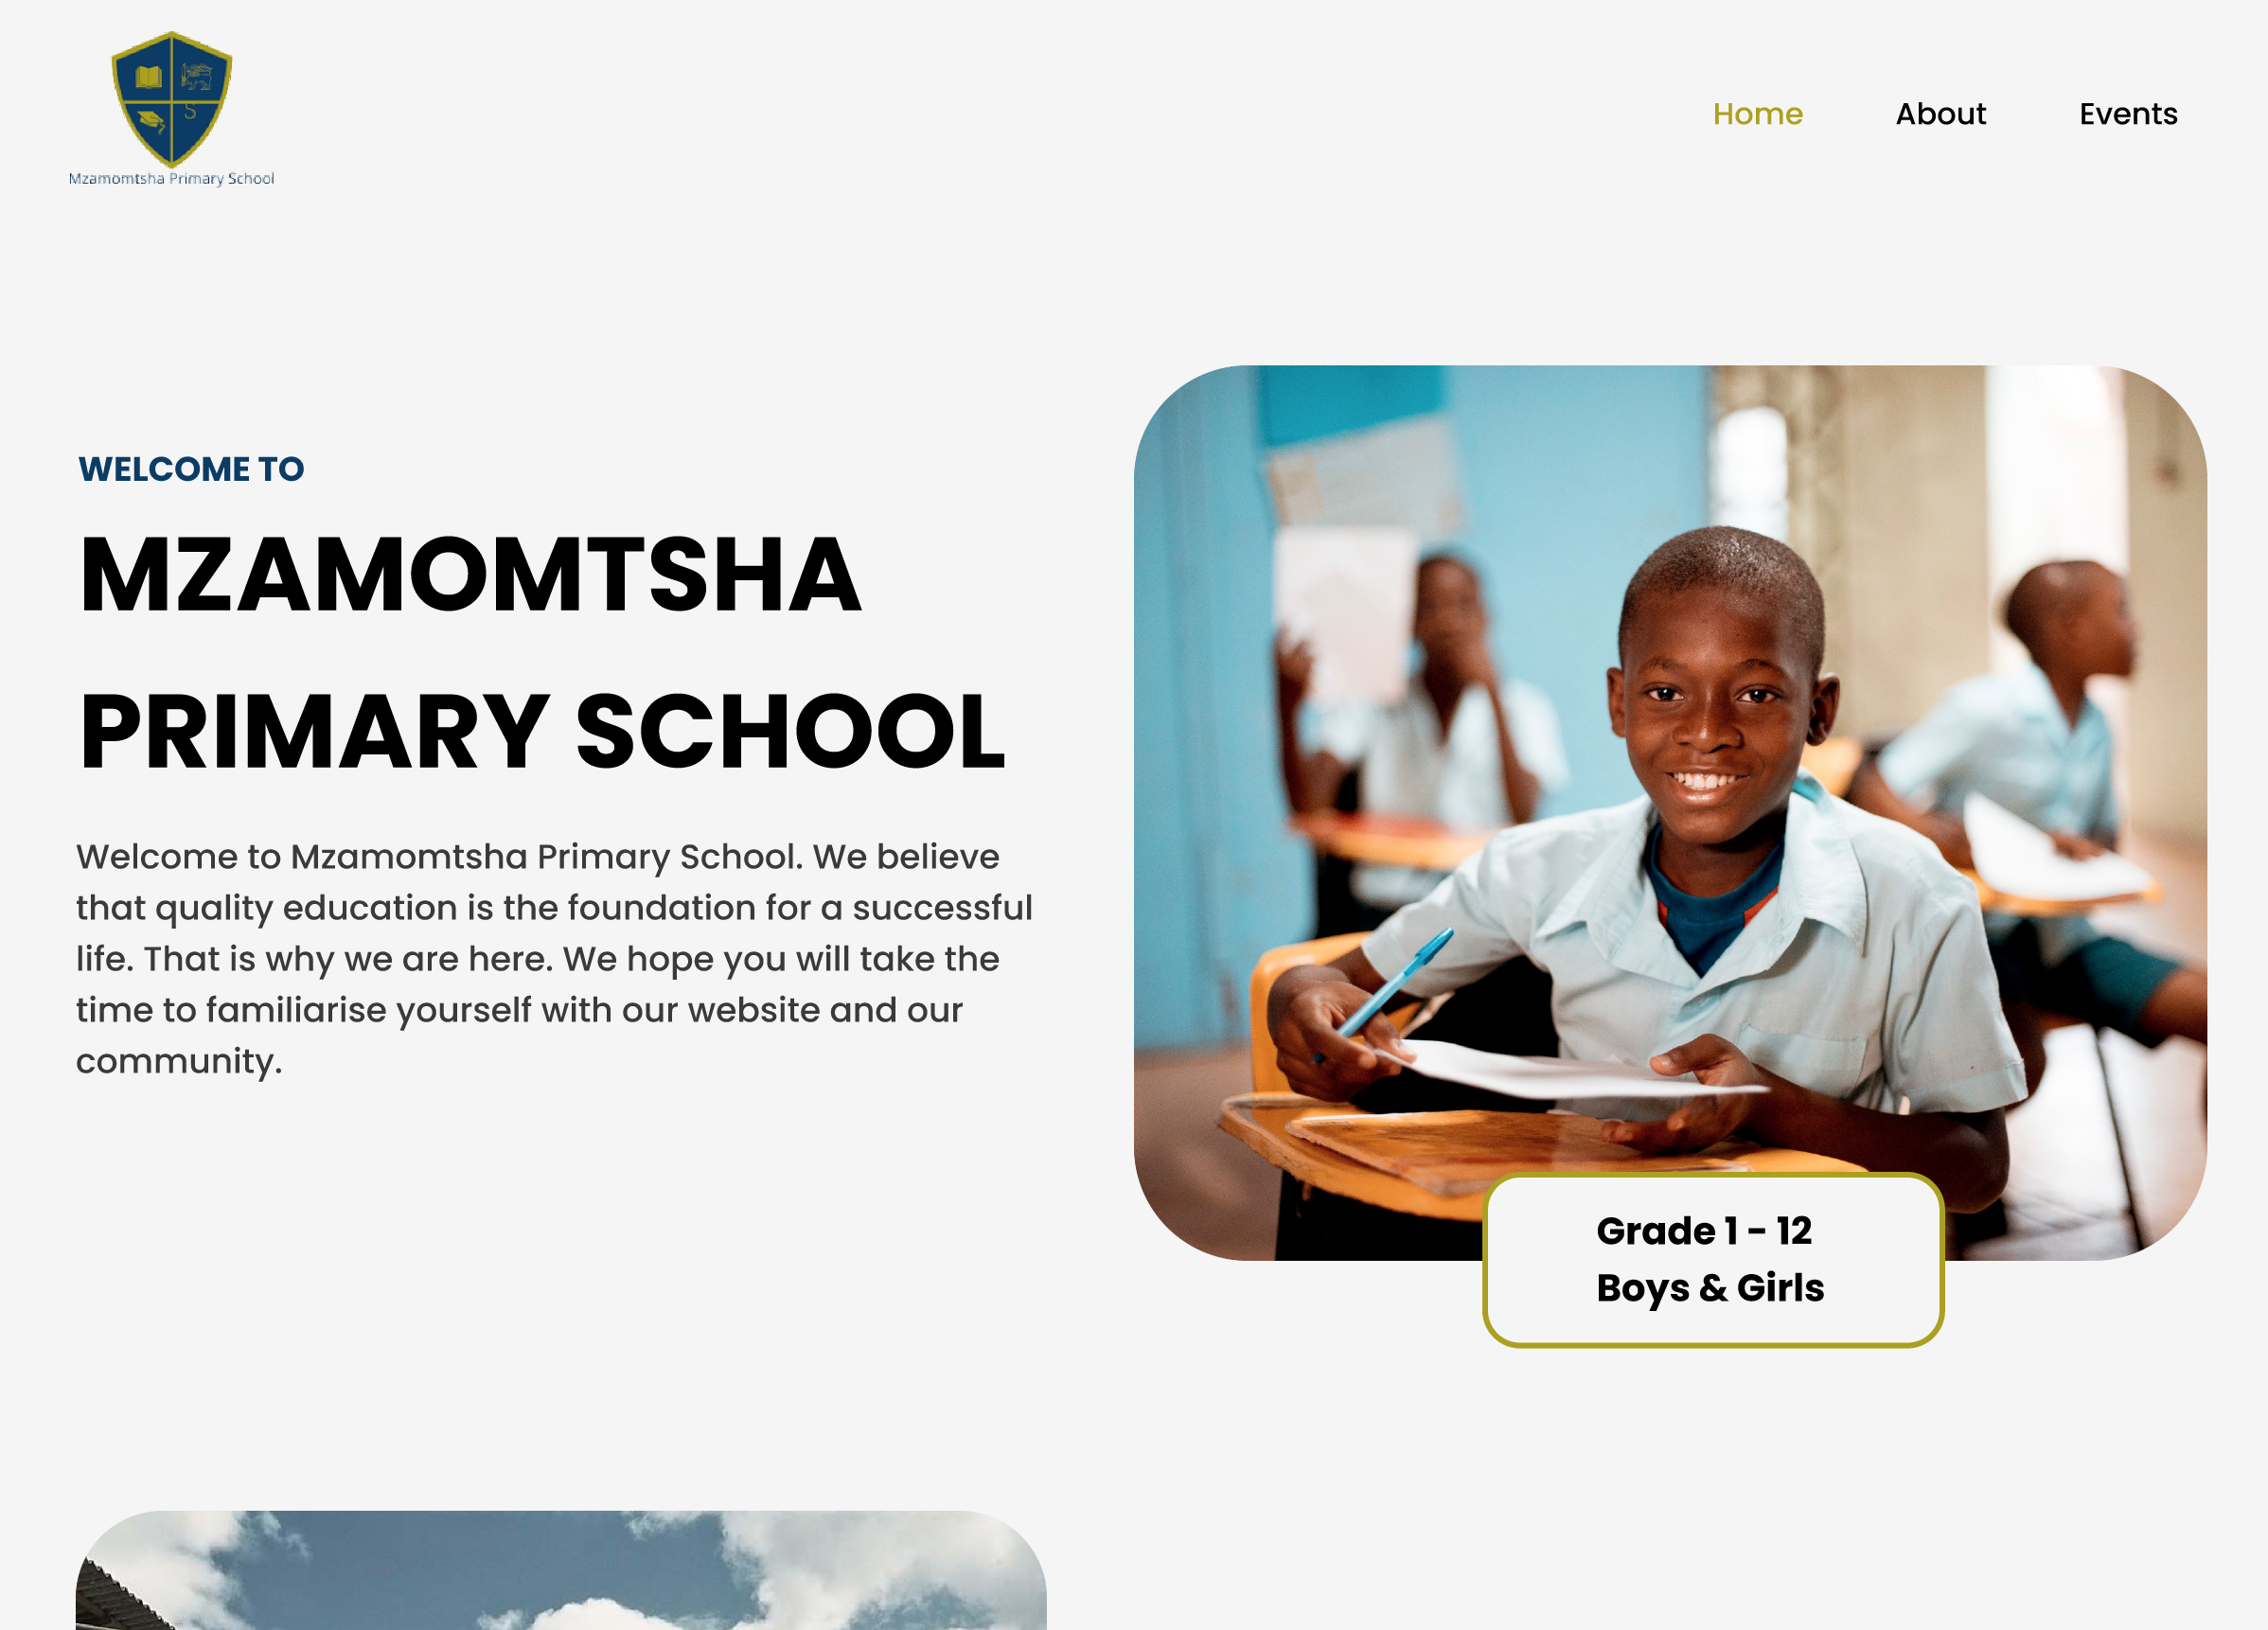 S
Mzamomtsha Primary School
Home
About
Events
WELCOME TO
MZAMOMTSHA
PRIMARY SCHOOL
Welcome to Mzamomtsha Primary School. We believe
that quality education is the foundation for a successful
life. That is why we are here. We hope you will take the
time to familiarise yourself with our website and our
community.
Grade 1 - 12
Boys & Girls